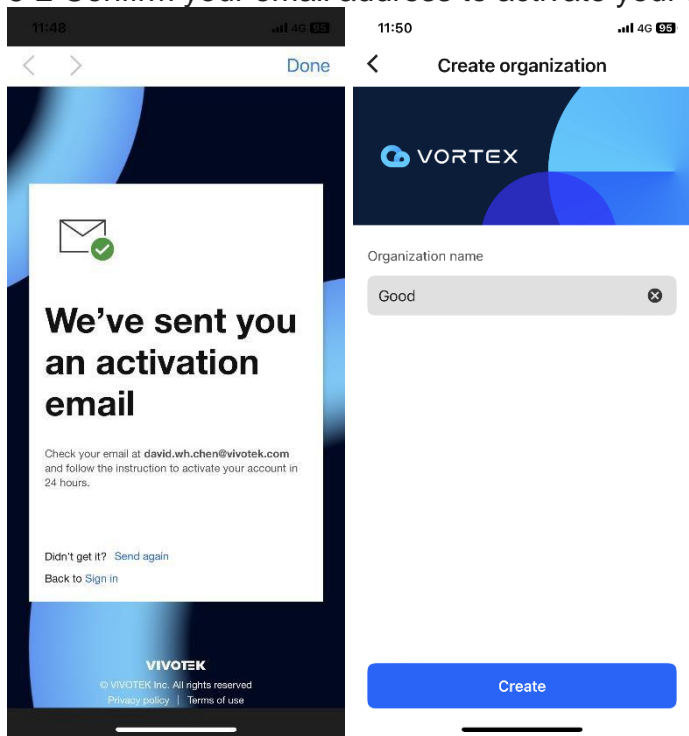 11:48
4G 95
Done
We've sent you
an activation
email
Check your email at david.wh.chen@vivotek.com
and follow the instruction to activate your account in
24 hours.
Didn't get it? Send again
Back to Sign in
VIVOTEK
© VIVOTEK Inc. All rights reserved
Privacy policy | Terms of use
11:50
4G 95
Create organization
VORTEX
Organization name
Good
Create